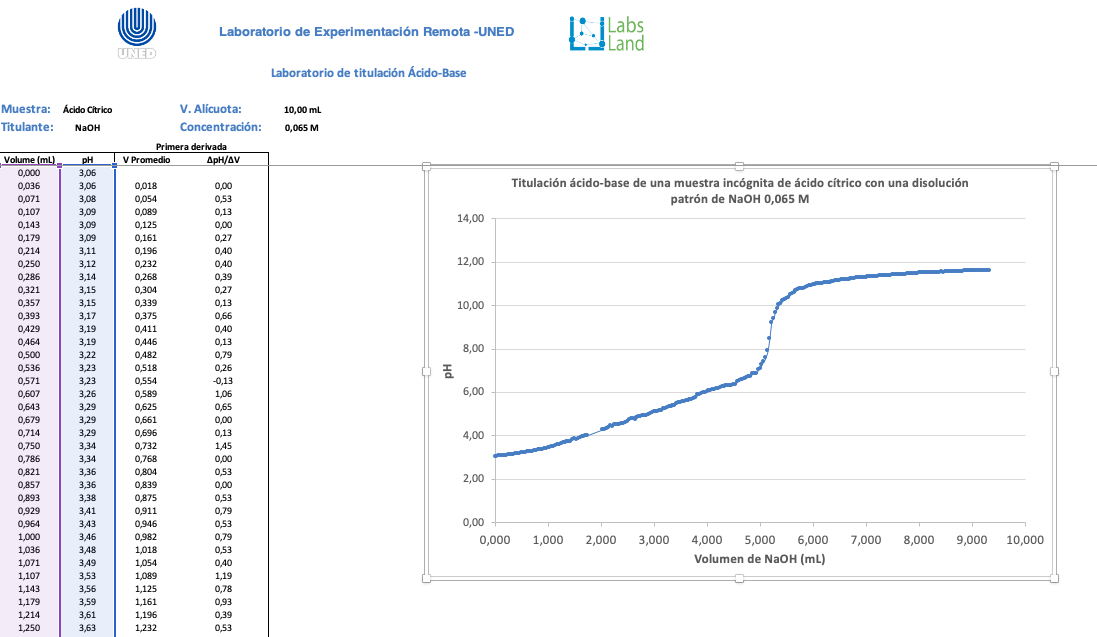 UNED
Laboratorio de Experimentación Remota -UNED
Labs
Land
Laboratorio de titulación Ácido-Base
Muestra: Ácido Cítrico V. Alícuota: 10,00 mL
Titulante: NaOH Concentración: 0,065 M
Primera derivada
Volume (mL) pH V Promedio ΔpH/ΔV
0,000 3,06
0,036 3,06 0,018 0,00
0,071 3,08 0,054 0,53
0,107 3,09 0,089 0,13
0,143 3,09 0,125 0,00
0,179 3,09 0,161 0,27
0,214 3,11 0,196 0,40
0,250 3,12 0,232 0,40
0,286 3,14 0,268 0,39
0,321 3,15 0,304 0,27
0,357 3,15 0,339 0,13
0,393 3,17 0,375 0,66
0,429 3,19 0,411 0,40
0,464 3,19 0,446 0,13
0,500 3,22 0,482 0,79
0,536 3,23 0,518 0,26
0,571 3,23 0,554 -0,13
0,607 3,26 0,589 1,06
0,643 3,29 0,625 0,65
0,679 3,29 0,661 0,00
0,714 3,29 0,696 0,13
0,750 3,34 0,732 1,45
0,786 3,34 0,768 0,00
0,821 3,36 0,804 0,53
0,857 3,36 0,839 0,00
0,893 3,38 0,875 0,53
0,929 3,41 0,911 0,79
0,964 3,43 0,946 0,53
1,000 3,46 0,982 0,79
1,036 3,48 1,018 0,53
1,071 3,49 1,054 0,40
1,107 3,53 1,089 1,19
1,143 3,56 1,125 0,78
1,179 3,59 1,161 0,93
1,214 3,61 1,196 0,39
1,250 3,63 1,232 0,53
Titulación ácido-base de una muestra incógnita de ácido cítrico con una disolución
patrón de NaOH 0,065 M
14,00
12,00
10,00
8,00
6,00
4,00
2,00
0,00
pH
0,000 1,000 2,000 3,000 4,000 5,000 6,000 7,000 8,000 9,000 10,000
Volumen de NaOH (mL)